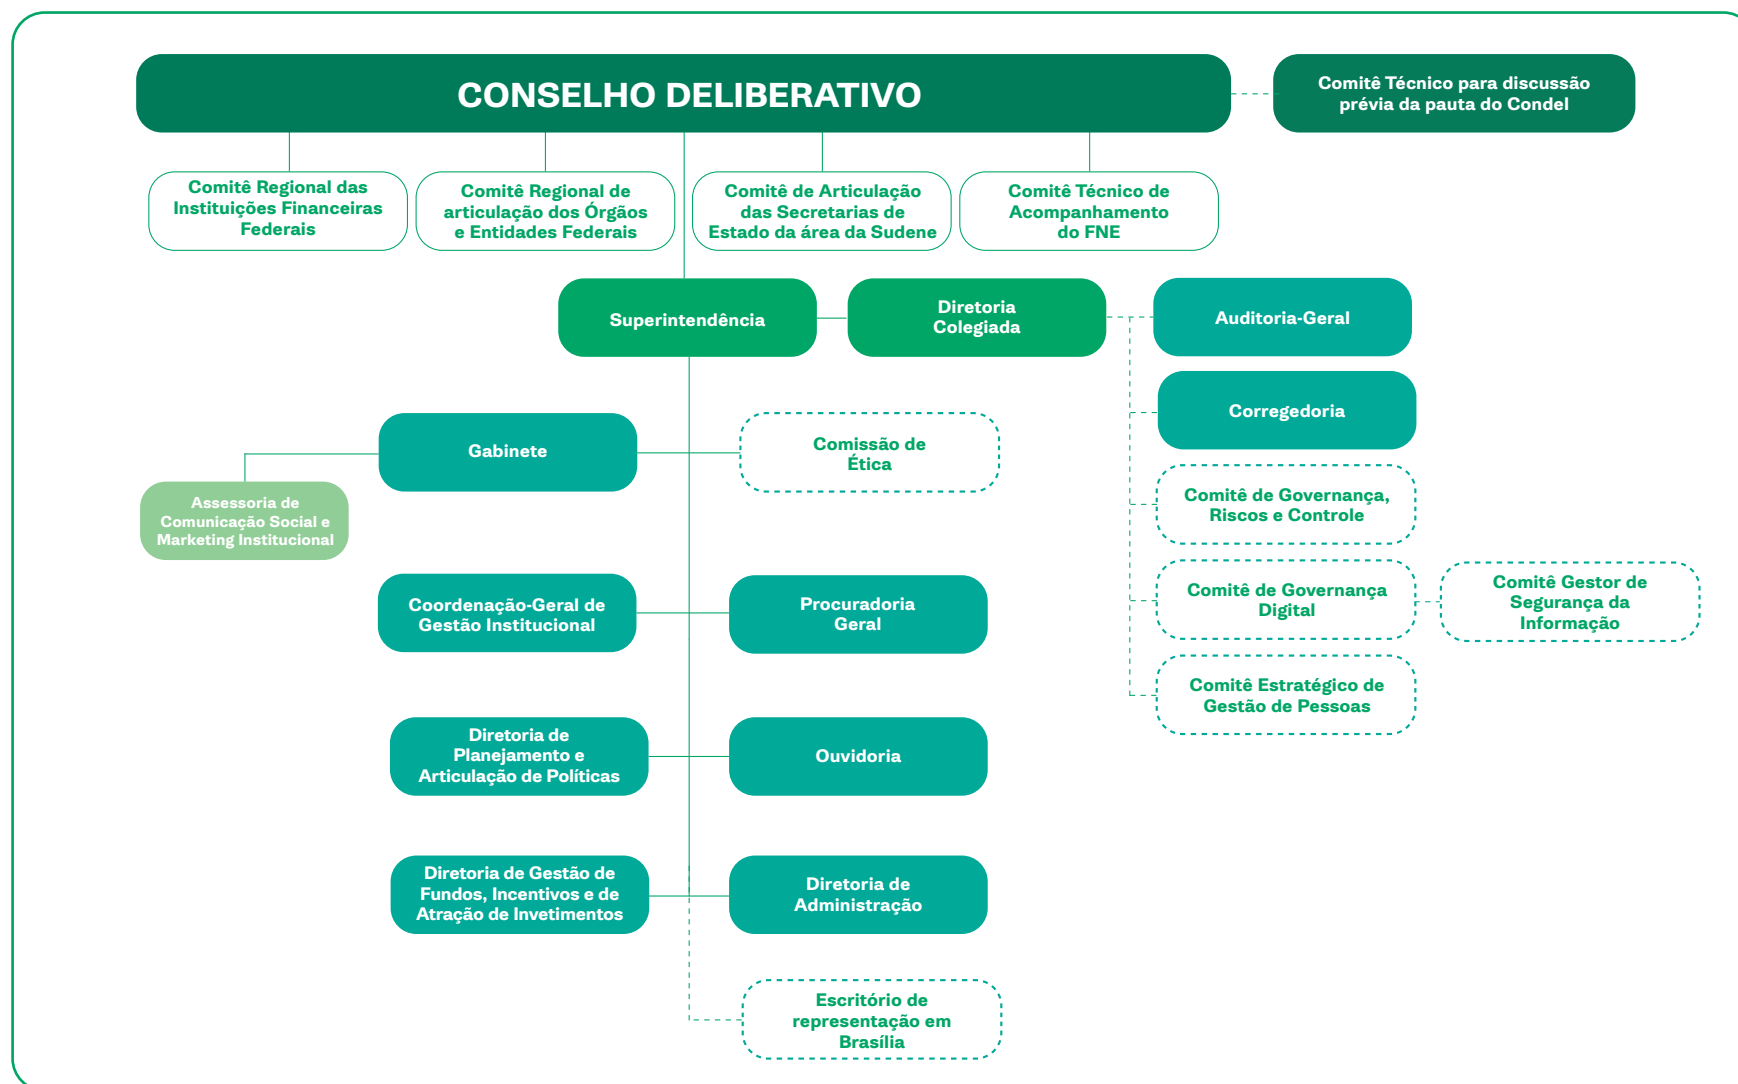 CONSELHO DELIBERATIVO
Comitê Técnico para discussão
prévia da pauta do Condel
Comitê Regional das
Instituições Financeiras
Federais
Comitê Regional de
articulação dos Órgãos
e Entidades Federais
Comitê de Articulação
das Secretarias de
Estado da área da Sudene
Comitê Técnico de
Acompanhamento
do FNE
Superintendência
Diretoria
Colegiada
Auditoria-Geral
Corregedoria
Gabinete
Comissão de
Ética
Assessoria de
Comunicação Social e
Marketing Institucional
Comitê de Governança,
Riscos e Controle
Comitê de Governança
Digital
Comitê Gestor de
Segurança da
Informação
Coordenação-Geral de
Gestão Institucional
Procuradoria
Geral
Comitê Estratégico de
Gestão de Pessoas
Diretoria de
Planejamento e
Articulação de Políticas
Ouvidoria
Diretoria de Gestão de
Fundos, Incentivos e de
Atração de Invetimentos
Diretoria de
Administração
Escritório de
representação em
Brasília